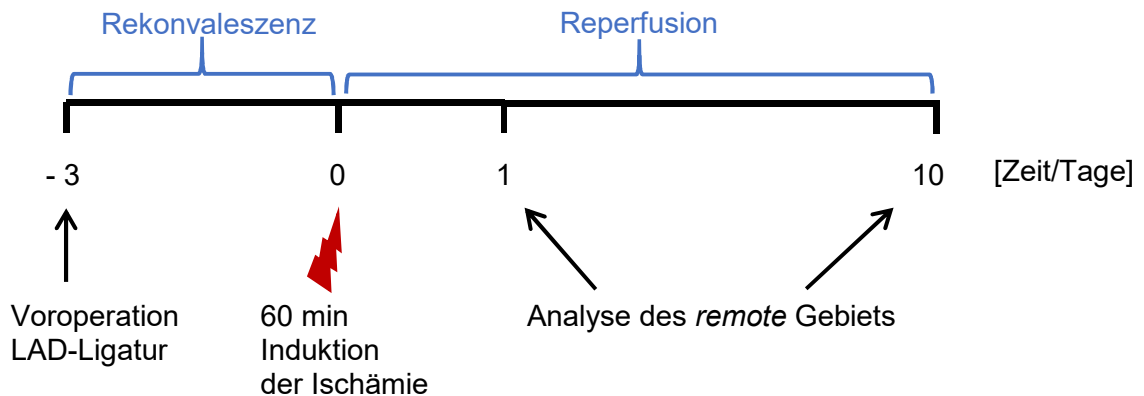 Rekonvaleszenz
Reperfusion
- 3
0
1
10
[Zeit/Tage]
Voroperation
LAD-Ligatur
60 min
Induktion
der Ischämie
Analyse des remote Gebiets